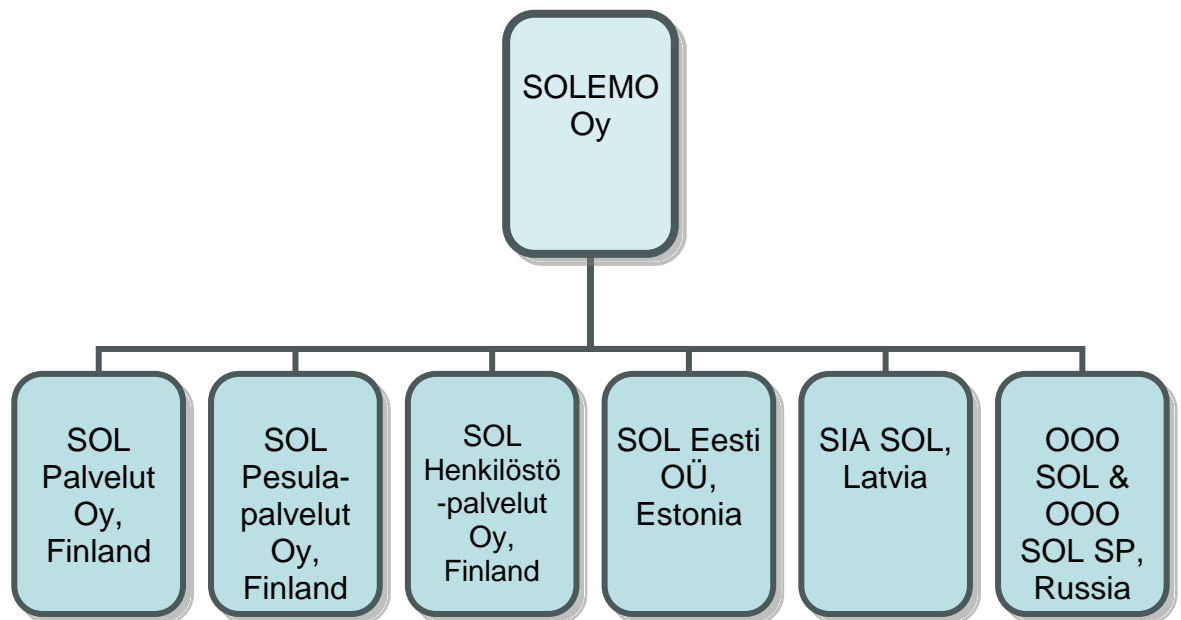 SOLEMO
Oy
SOL
Palvelut
Oy,
Finland
SOL
Pesula-
palvelut
Oy,
Finland
SOL
Henkilöstö
-palvelut
Oy,
Finland
SOL Eesti
OÜ,
Estonia
SIA SOL,
Latvia
OOO
SOL &
OOO
SOL SP,
Russia